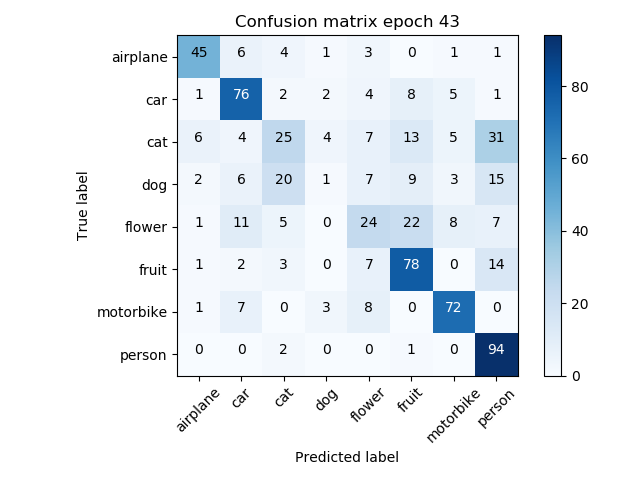 Confusion matrix epoch 43
airplane 45 6 4 1 3 0 1 1
car 1 76 2 2 4 8 5 1
cat 6 4 25 4 7 13 5 31
dog 2 6 20 1 7 9 3 15
flower 1 11 5 0 24 22 8 7
fruit 1 2 3 0 7 78 0 14
motorbike 1 7 0 3 8 0 72 0
person 0 0 2 0 0 1 0 94
True label
airplane car cat dog flower fruit motorbike person
Predicted label
80
60
40
20
0